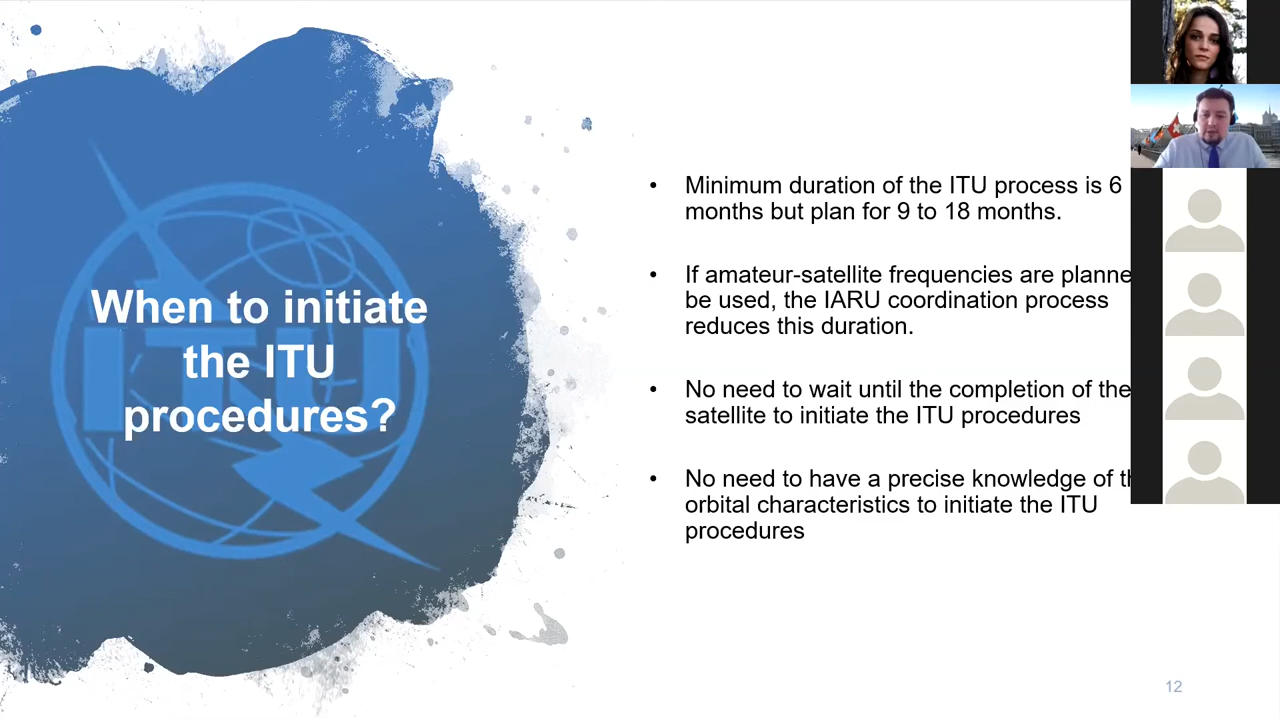 When to initiate
the ITU
procedures?
ITU
• Minimum duration of the ITU process is 6
months but plan for 9 to 18 months.
• If amateur-satellite frequencies are planne
be used, the IARU coordination process
reduces this duration.
• No need to wait until the completion of the
satellite to initiate the ITU procedures
• No need to have a precise knowledge of th
orbital characteristics to initiate the ITU
procedures
12